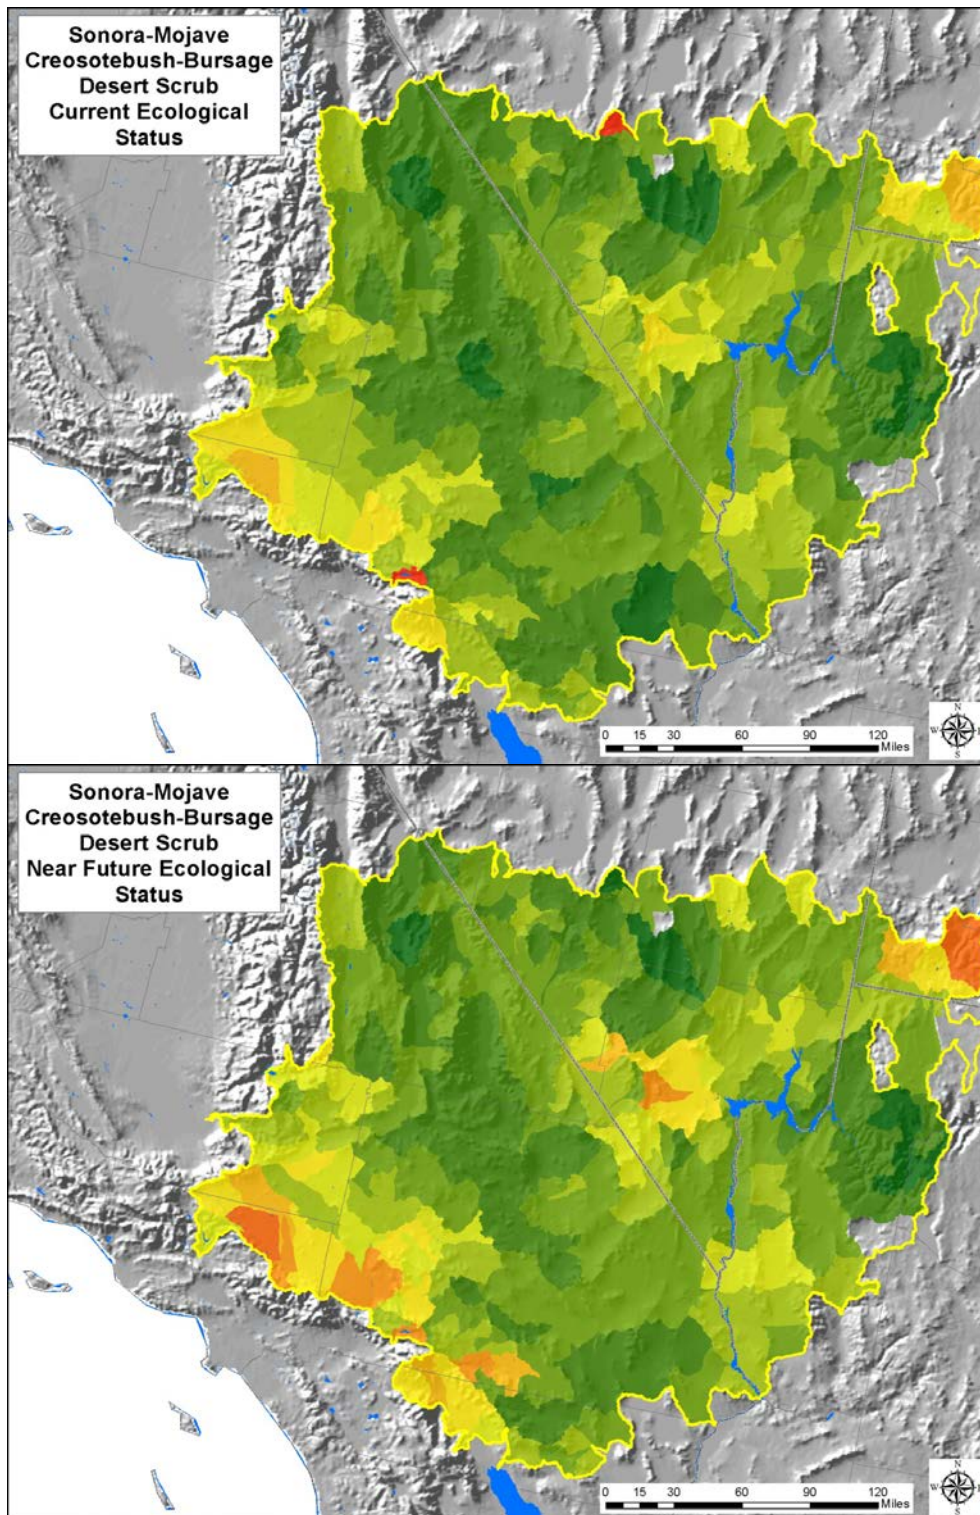 Sonora-Mojave
Creosotebush-Bursage
Desert Scrub
Current Ecological
Status
N
W E
S
0 15 30 60 90 120
Miles
Sonora-Mojave
Creosotebush-Bursage
Desert Scrub
Near Future Ecological
Status
N
W E
S
0 15 30 60 90 120
Miles